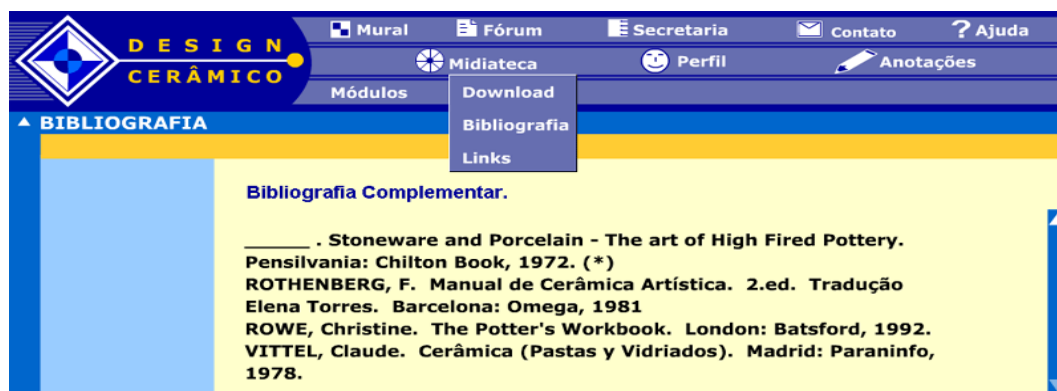 DESIGN
CERÂMICO
Mural Fórum Secretaria Contato ? Ajuda
Midiateca Perfil Anotações
Módulos
Download
Bibliografia
Links
BIBLIOGRAFIA
Bibliografia Complementar.
______ . Stoneware and Porcelain - The art of High Fired Pottery.
Pensilvania: Chilton Book, 1972. (*)
ROTHENBERG, F. Manual de Cerâmica Artística. 2.ed. Tradução
Elena Torres. Barcelona: Omega, 1981
ROWE, Christine. The Potter's Workbook. London: Batsford, 1992.
VITTEL, Claude. Cerâmica (Pastas y Vidriados). Madrid: Paraninfo,
1978.